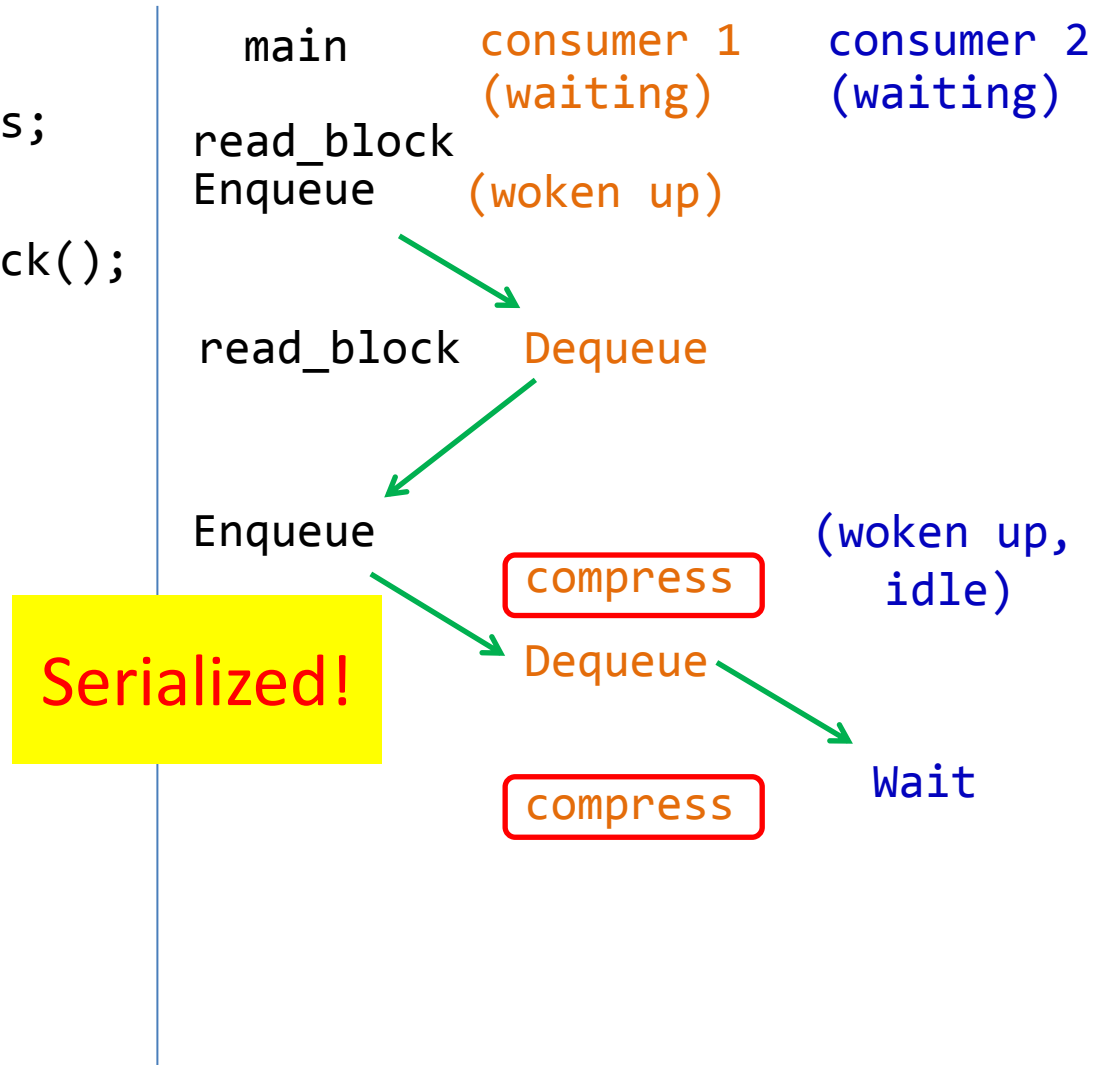 main
consumer 1
(waiting)
consumer 2
(waiting)
s;
read_block
Enqueue
(woken up)
ck();
read_block
Dequeue
Enqueue
(woken up,
idle)
compress
Dequeue
Serialized!
Wait
compress